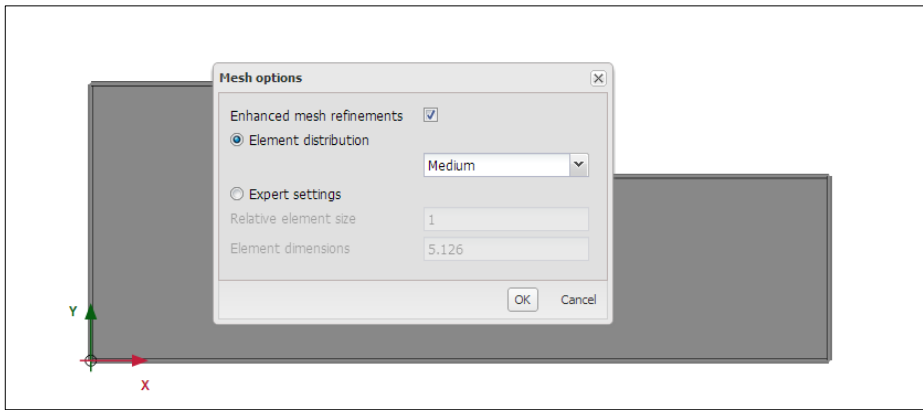 Mesh options
Enhanced mesh refinements
Element distribution
Medium
Expert settings
Relative element size 1
Element dimensions 5.126
OK Cancel
Y
X